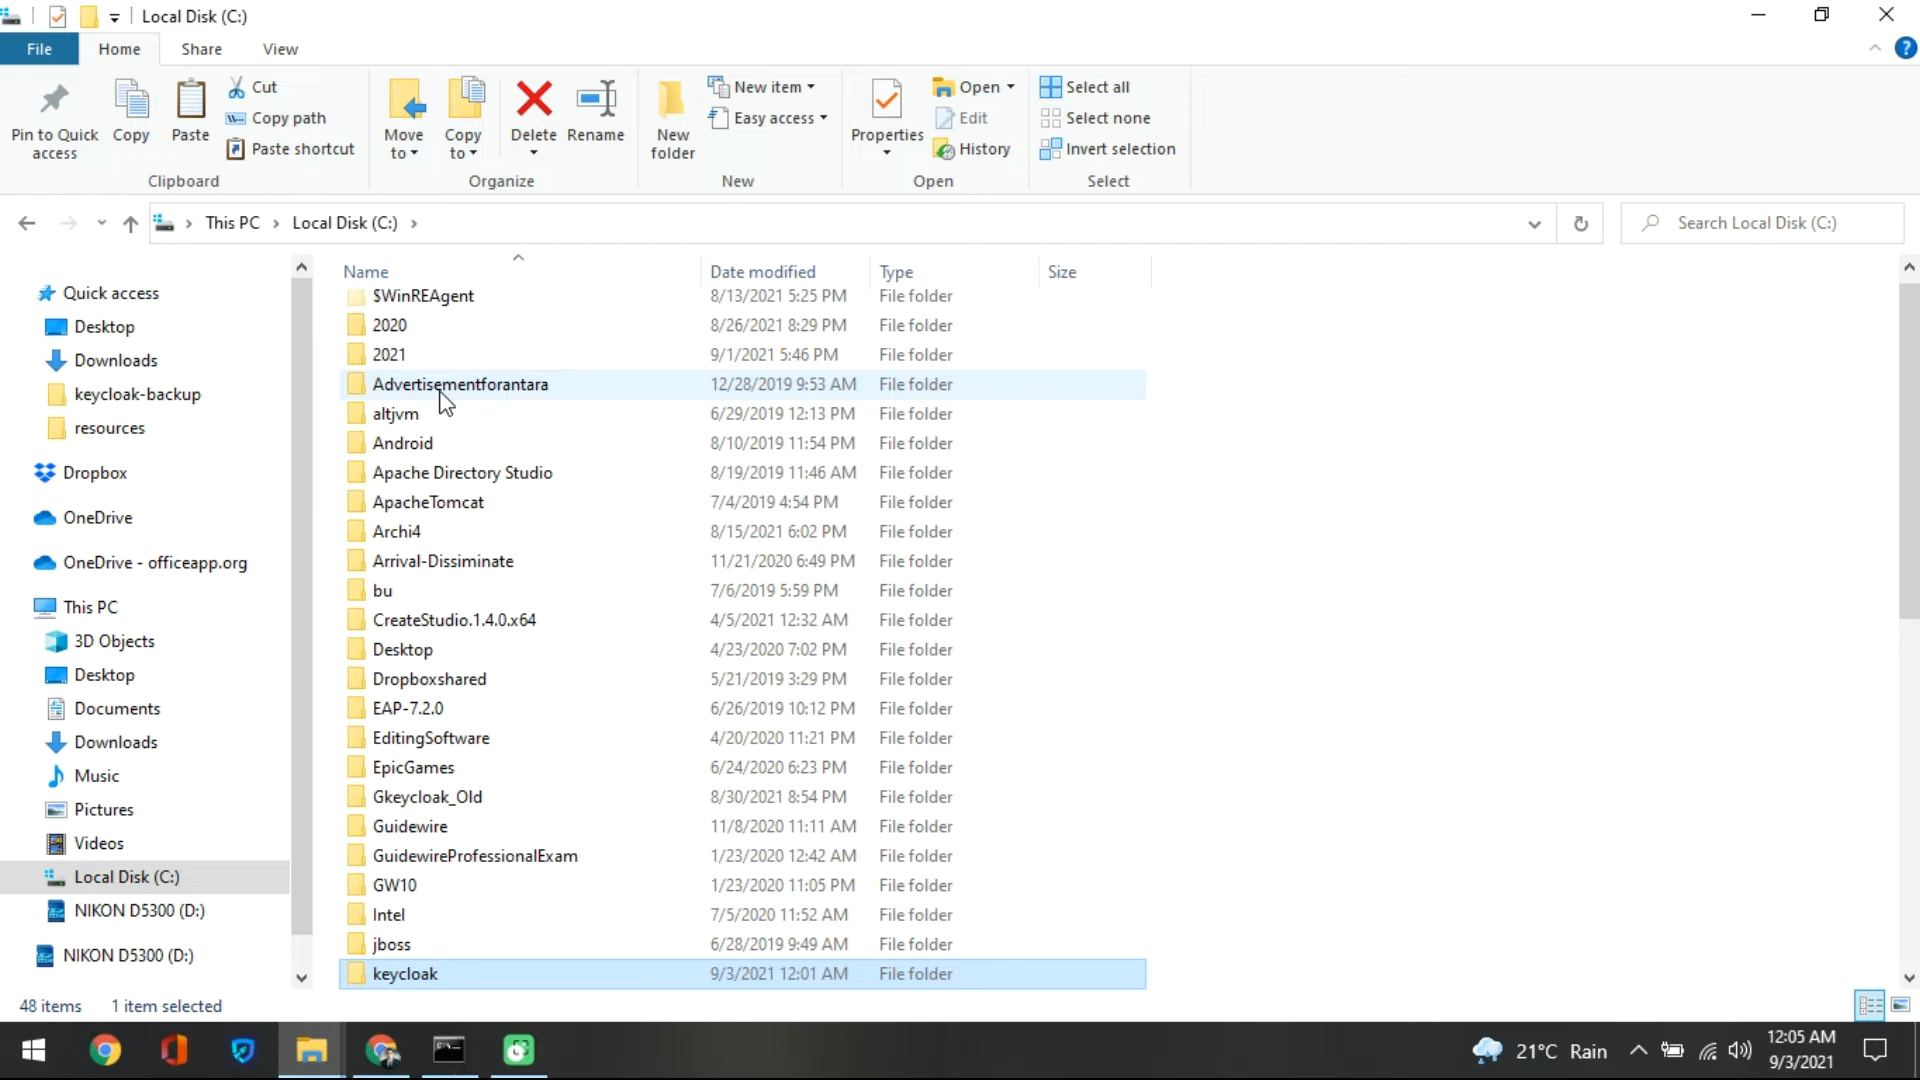 Local Disk (C:)
File Home Share View
Pin to Quick access
Copy
Paste
Cut
Copy path
Paste shortcut
Clipboard
Move to
Copy to
Delete
Rename
Organize
New folder
New item
Easy access
New
Properties
Open
Edit
History
Open
Select all
Select none
Invert selection
Select
This PC › Local Disk (C:) ›
Search Local Disk (C:)
Quick access
Desktop
Downloads
keycloak-backup
resources
Dropbox
OneDrive
OneDrive - officeapp.org
This PC
3D Objects
Desktop
Documents
Downloads
Music
Pictures
Videos
Local Disk (C:)
NIKON D5300 (D:)
NIKON D5300 (D:)
Name Date modified Type Size
$WinREAgent 8/13/2021 5:25 PM File folder
2020 8/26/2021 8:29 PM File folder
2021 9/1/2021 5:46 PM File folder
Advertisementforantara 12/28/2019 9:53 AM File folder
altjvm 6/29/2019 12:13 PM File folder
Android 8/10/2019 11:54 PM File folder
Apache Directory Studio 8/19/2019 11:46 AM File folder
ApacheTomcat 7/4/2019 4:54 PM File folder
Archi4 8/15/2021 6:02 PM File folder
Arrival-Dissiminate 11/21/2020 6:49 PM File folder
bu 7/6/2019 5:59 PM File folder
CreateStudio.1.4.0.x64 4/5/2021 12:32 AM File folder
Desktop 4/23/2020 7:02 PM File folder
Dropboxshared 5/21/2019 3:29 PM File folder
EAP-7.2.0 6/26/2019 10:12 PM File folder
EditingSoftware 4/20/2020 11:21 PM File folder
EpicGames 6/24/2020 6:23 PM File folder
Gkeycloak_Old 8/30/2021 8:54 PM File folder
Guidewire 11/8/2020 11:11 AM File folder
GuidewireProfessionalExam 1/23/2020 12:42 AM File folder
GW10 1/23/2020 11:05 PM File folder
Intel 7/5/2020 11:52 AM File folder
jboss 6/28/2019 9:49 AM File folder
keycloak 9/3/2021 12:01 AM File folder
48 items 1 item selected
21°C Rain
12:05 AM
9/3/2021